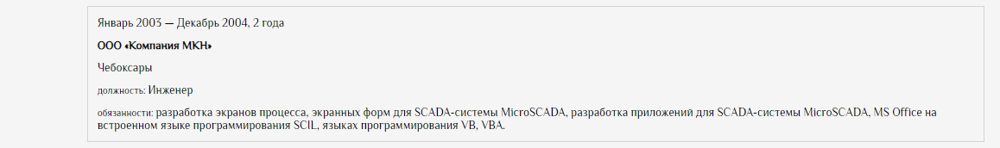 Январь 2003 — Декабрь 2004, 2 года
ООО «Компания МКН»
Чебоксары
должность: Инженер
обязанности: разработка экранов процесса, экранных форм для SCADA-системы MicroSCADA, разработка приложений для SCADA-системы MicroSCADA, MS Office на
встроенном языке программирования SCIL, языках программирования VB, VBA.